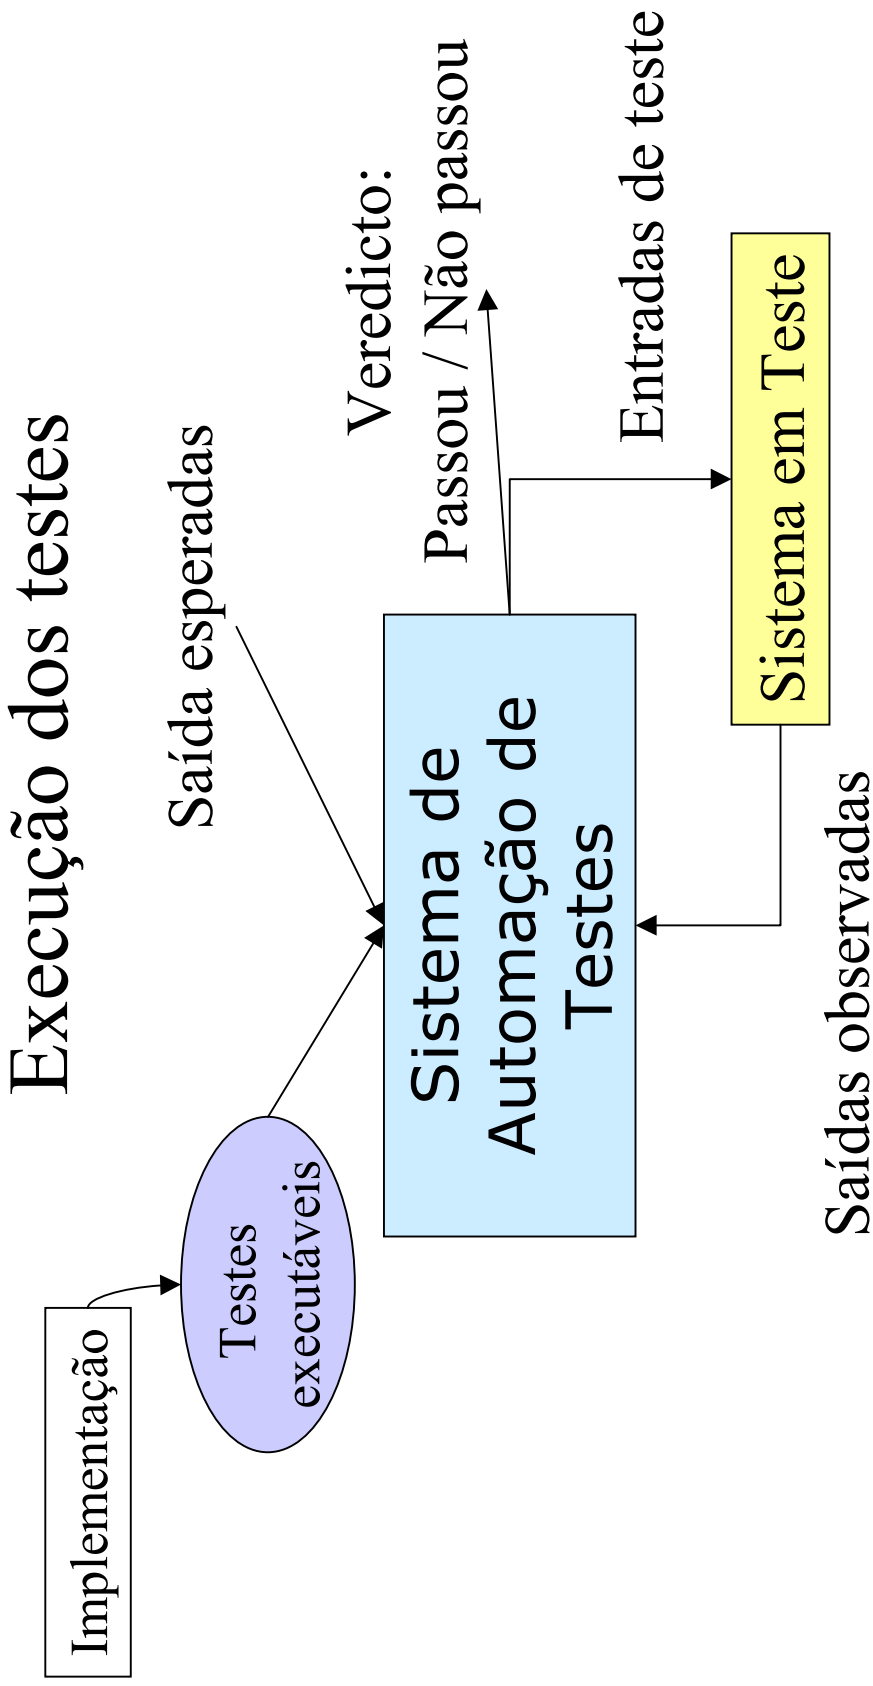 Execução dos testes
Implementação
Saída esperadas
Testes
executáveis
Veredicto:
Passou / Não passou
Sistema de
Automação de
Testes
Entradas de teste
Sistema em Teste
Saídas observadas